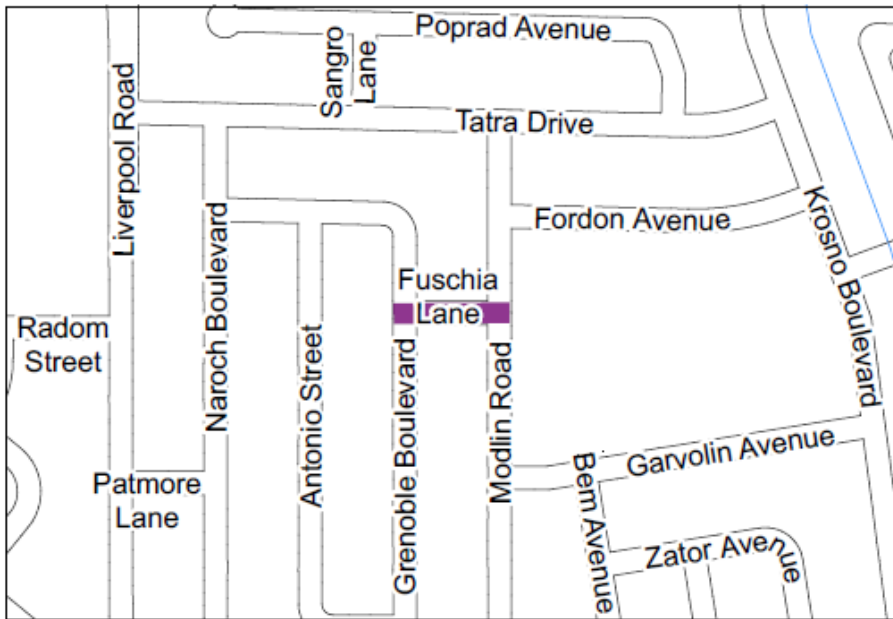 Poprad Avenue
Sangro
Lane
Tatra Drive
Liverpool Road
Fordon Avenue
Krosno Boulevard
Naroch Boulevard
Fuschia
Lane
Radom
Street
Antonio Street
Grenoble Boulevard
Modlin Road
Garvolin Avenue
Bem Avenue
Patmore
Lane
Zator Avenue